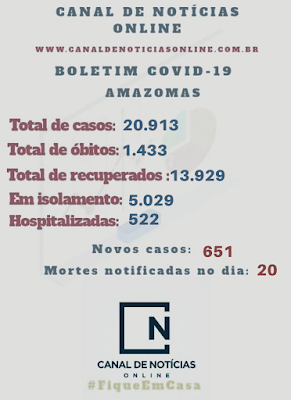 CANAL DE NOTÍCIAS
ONLINE
WWW.CANALDENOTICIASONLINE.COM.BR
BOLETIM COVID-19
AMAZOMAS
Total de casos: 20.913
Total de óbitos: 1.433
Total de recuperados :13.929
Em isolamento: 5.029
Hospitalizadas: 522
Novos casos: 651
Mortes notificadas no dia: 20
N
CANAL DE NOTÍCIAS
ONLINE
#FiqueEmCasa